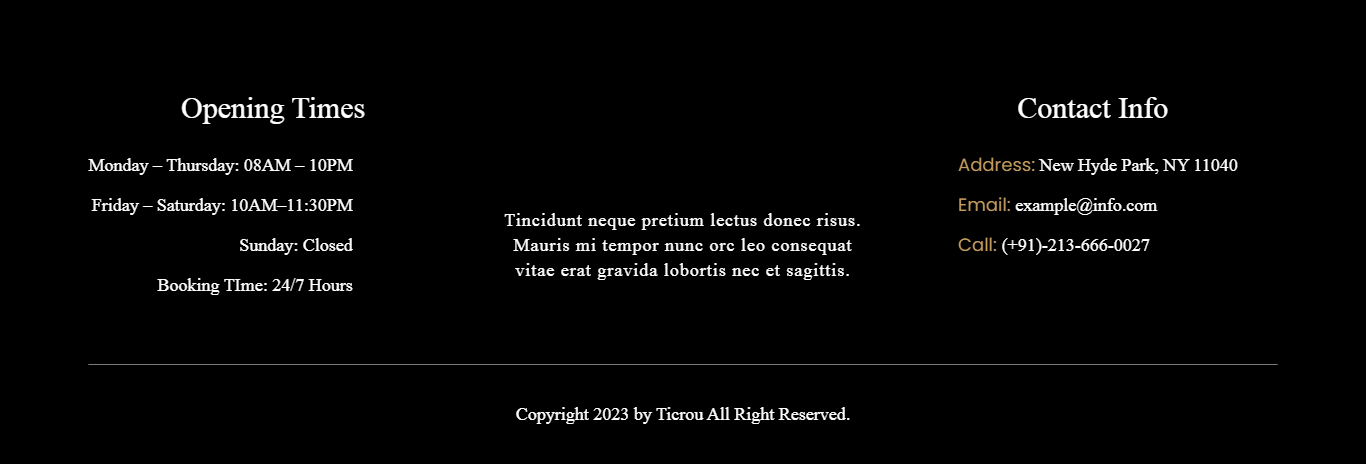 Opening Times
Monday – Thursday: 08AM – 10PM
Friday – Saturday: 10AM–11:30PM
Sunday: Closed
Booking TIme: 24/7 Hours
Tincidunt neque pretium lectus donec risus.
Mauris mi tempor nunc orc leo consequat
vitae erat gravida lobortis nec et sagittis.
Contact Info
Address: New Hyde Park, NY 11040
Email: example@info.com
Call: (+91)-213-666-0027
Copyright 2023 by Ticrou All Right Reserved.